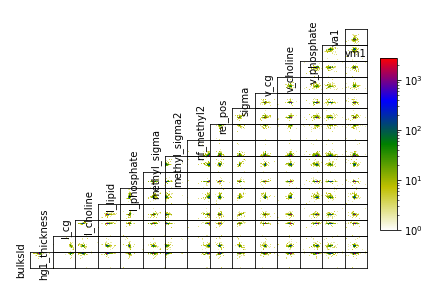 bulksld
hg1_thickness
l_cg
l_choline
l_lipid
l_phosphate
methyl_sigma
methyl_sigma2
nf_methyl2
rel_pos
sigma
v_cg
v_choline
v_phosphate
va1
vm1
10³
10²
10¹
10⁰